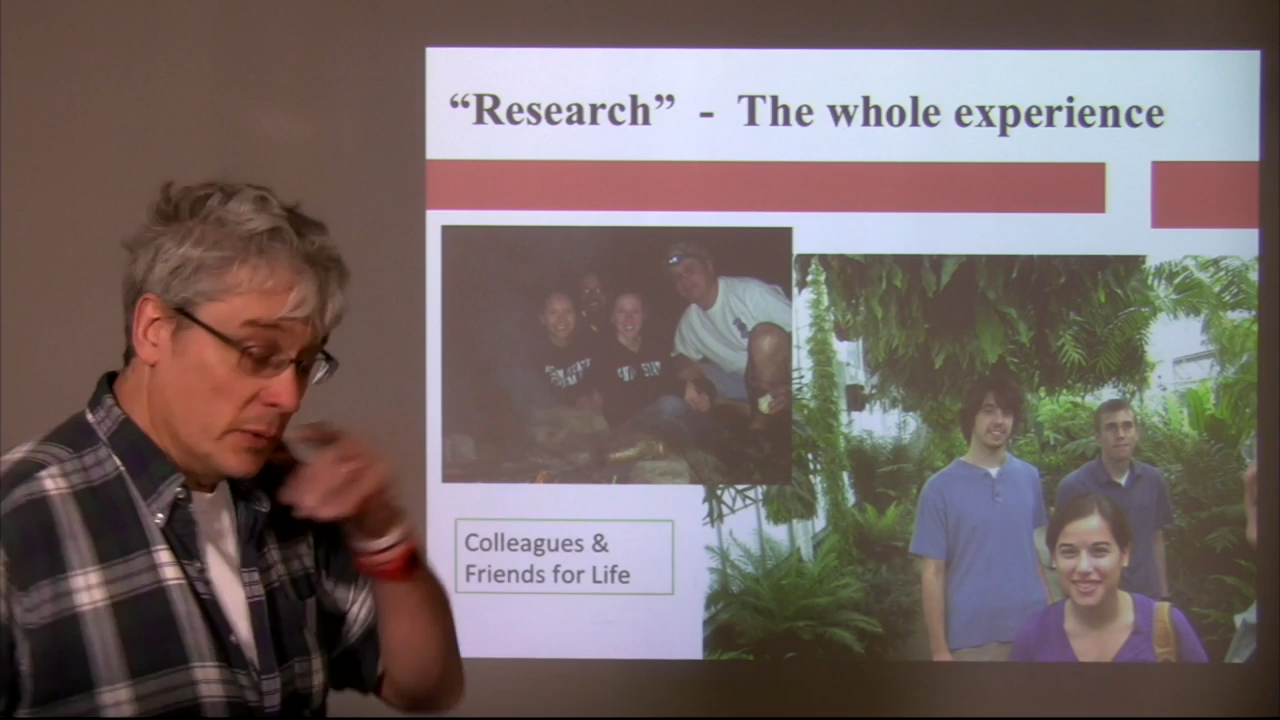 “Research” - The whole experience
Colleagues &
Friends for Life